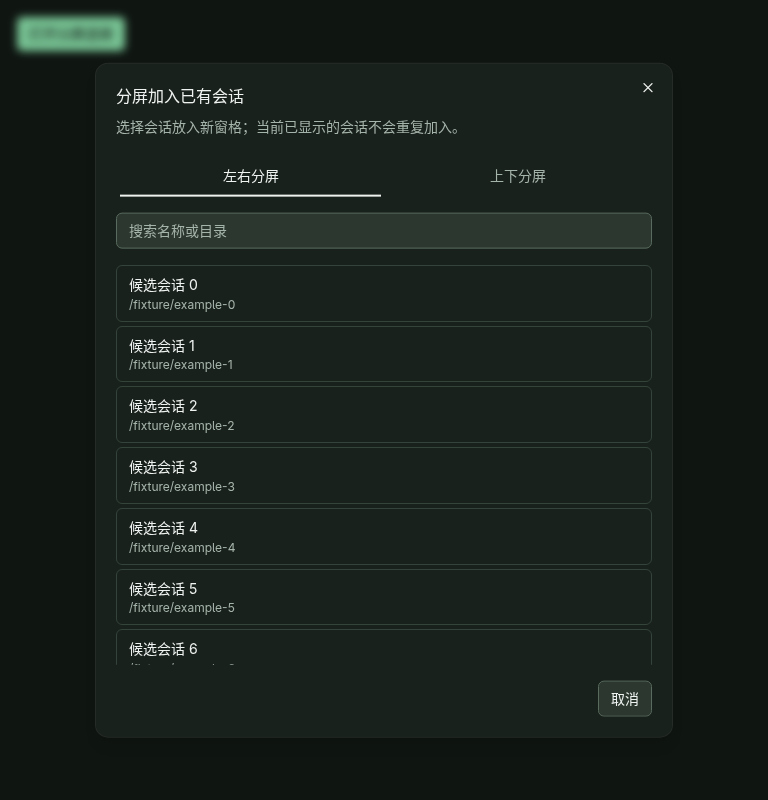 分屏加入已有会话
选择会话放入新窗格；当前已显示的会话不会重复加入。
左右分屏
上下分屏
搜索名称或目录
候选会话 0
/fixture/example-0
候选会话 1
/fixture/example-1
候选会话 2
/fixture/example-2
候选会话 3
/fixture/example-3
候选会话 4
/fixture/example-4
候选会话 5
/fixture/example-5
候选会话 6
取消